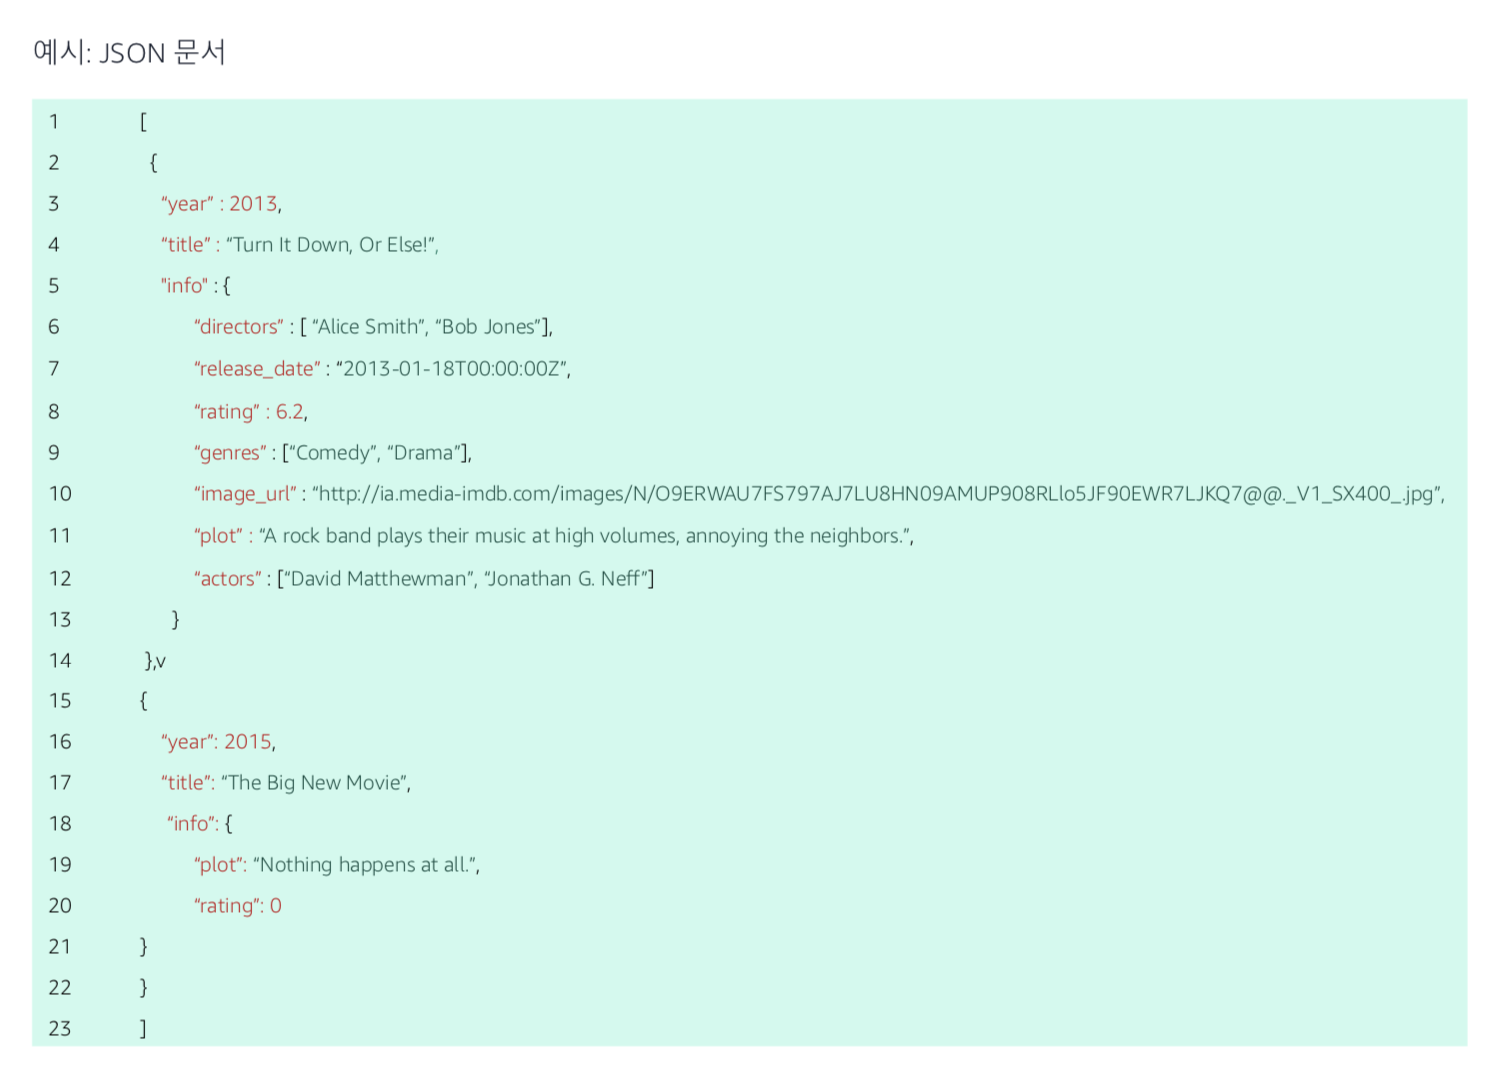 예시: JSON 문서
1 [
2 {
3 “year” : 2013,
4 “title” : “Turn It Down, Or Else!”,
5 "info" : {
6 “directors” : [ “Alice Smith”, “Bob Jones”],
7 “release_date” : “2013-01-18T00:00:00Z”,
8 “rating” : 6.2,
9 “genres” : [“Comedy”, “Drama”],
10 “image_url” : “http://ia.media-imdb.com/images/N/O9ERWAU7FS797AJ7LU8HN09AMUP908RLlo5JF90EWR7LJKQ7@@._V1_SX400_.jpg”,
11 “plot” : “A rock band plays their music at high volumes, annoying the neighbors.”,
12 “actors” : [“David Matthewman”, “Jonathan G. Neff”]
13 }
14 },v
15 {
16 “year”: 2015,
17 “title”: “The Big New Movie”,
18 “info”: {
19 “plot”: “Nothing happens at all.”,
20 “rating”: 0
21 }
22 }
23 ]